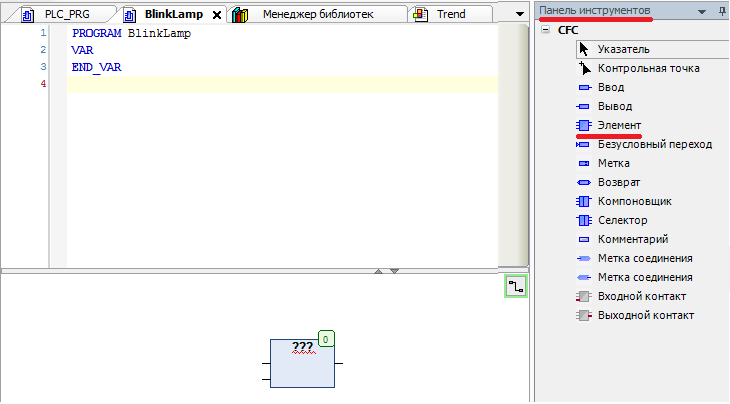 PLC_PRG
BlinkLamp
Менеджер библиотек
Trend
1 PROGRAM BlinkLamp
2 VAR
3 END_VAR
4
???
0
Панель инструментов
CFC
Указатель
Контрольная точка
Ввод
Вывод
Элемент
Безусловный переход
Метка
Возврат
Компоновщик
Селектор
Комментарий
Метка соединения
Метка соединения
Входной контакт
Выходной контакт